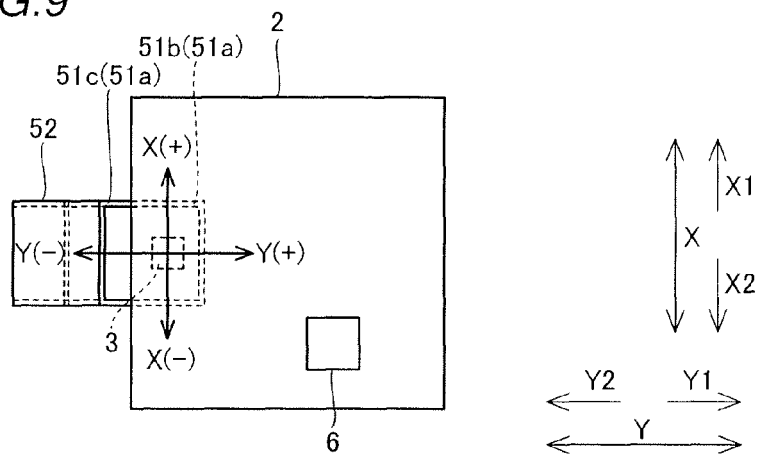 G.9
2
51b(51a)
51c(51a)
52
X(+)
Y(-)
Y(+)
3
X(-)
6
X1
X
X2
Y2
Y1
Y